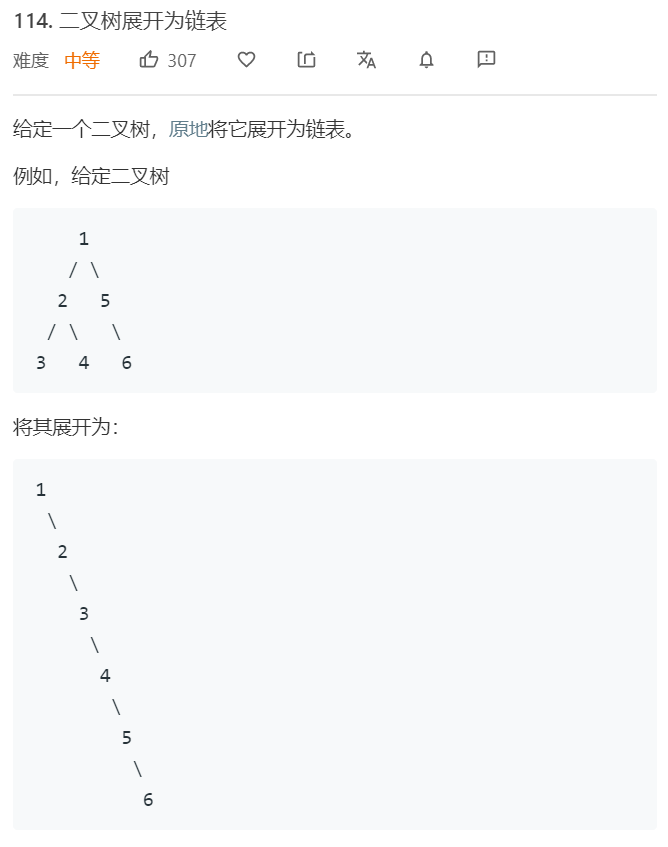 114. 二叉树展开为链表
难度 中等 307
给定一个二叉树，原地将它展开为链表。
例如，给定二叉树
1
/ \
2 5
/ \ \
3 4 6
将其展开为：
1
\
2
\
3
\
4
\
5
\
6